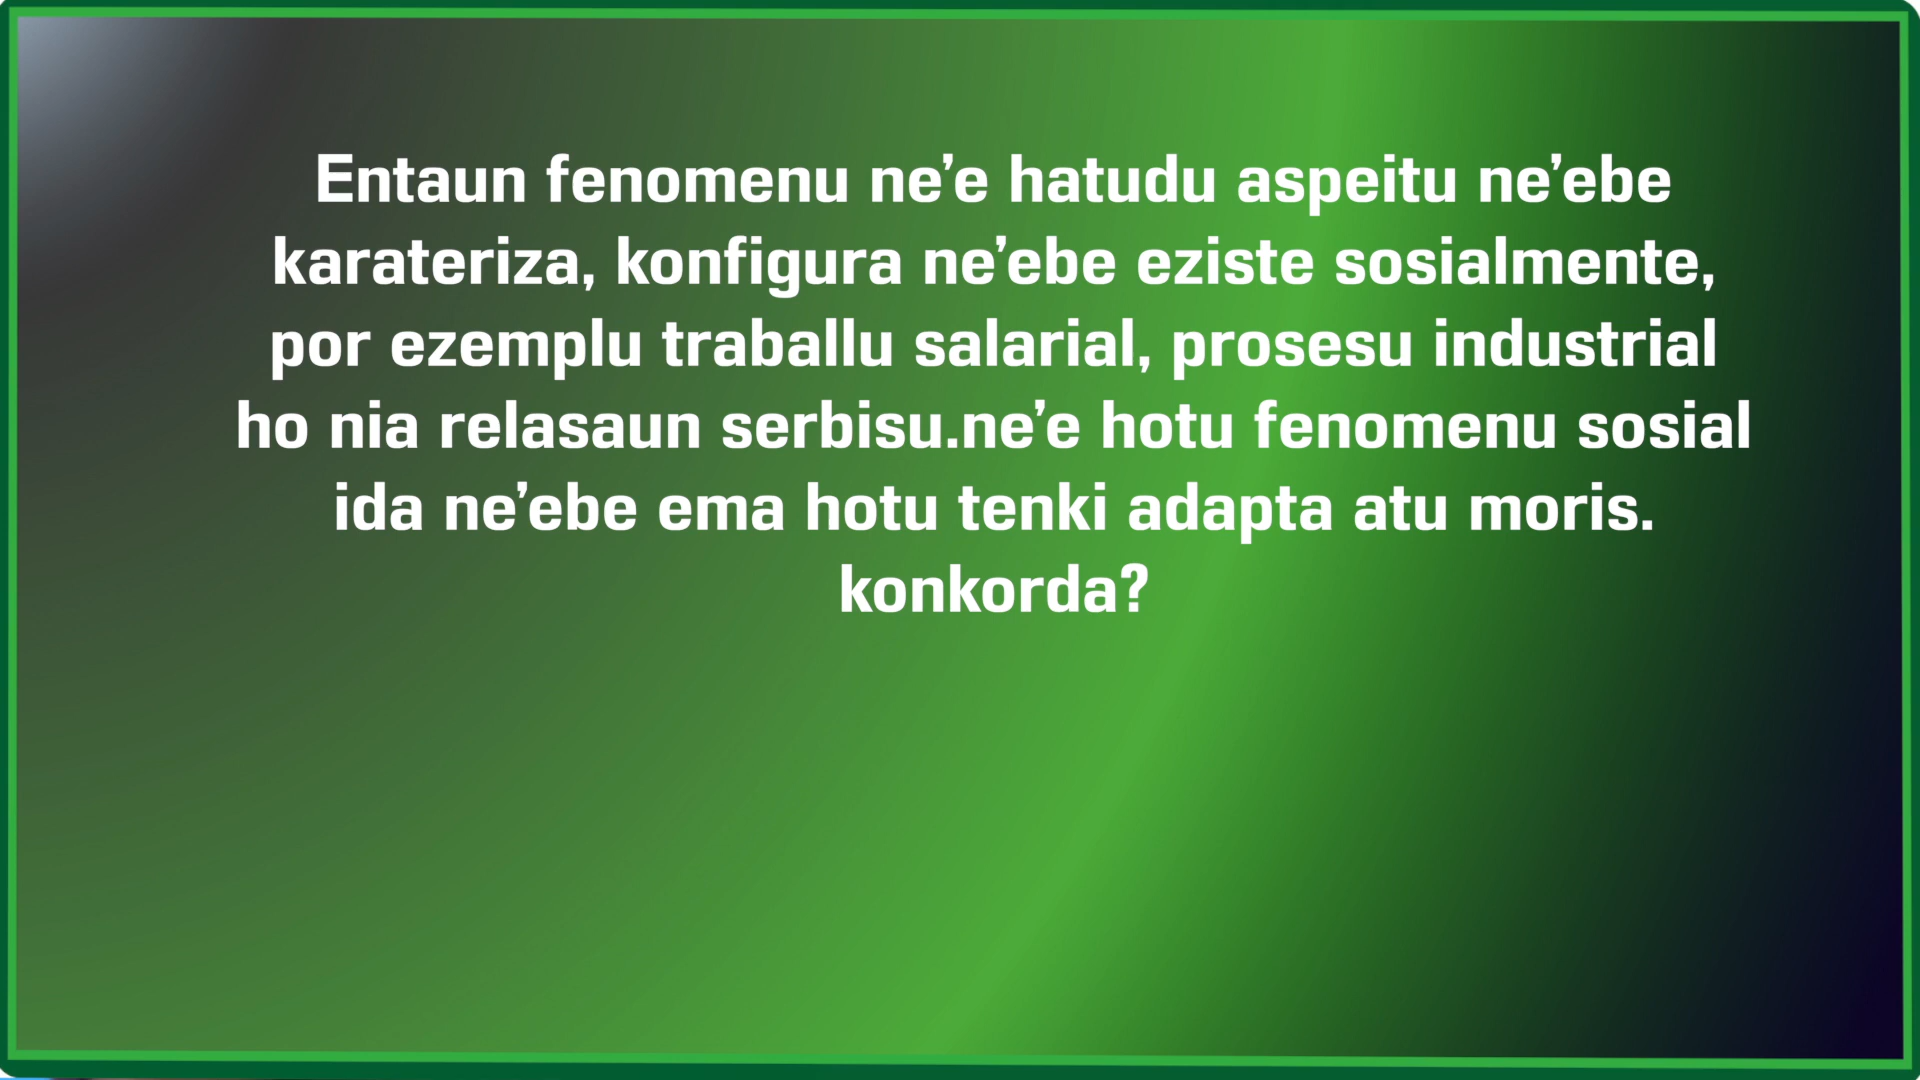 Entaun fenomenu ne’e hatudu aspeitu ne’ebe
karateriza, konfigura ne’ebe eziste sosialmente,
por ezemplu traballu salarial, prosesu industrial
ho nia relasaun serbisu.ne’e hotu fenomenu sosial
ida ne’ebe ema hotu tenki adapta atu moris.
konkorda?